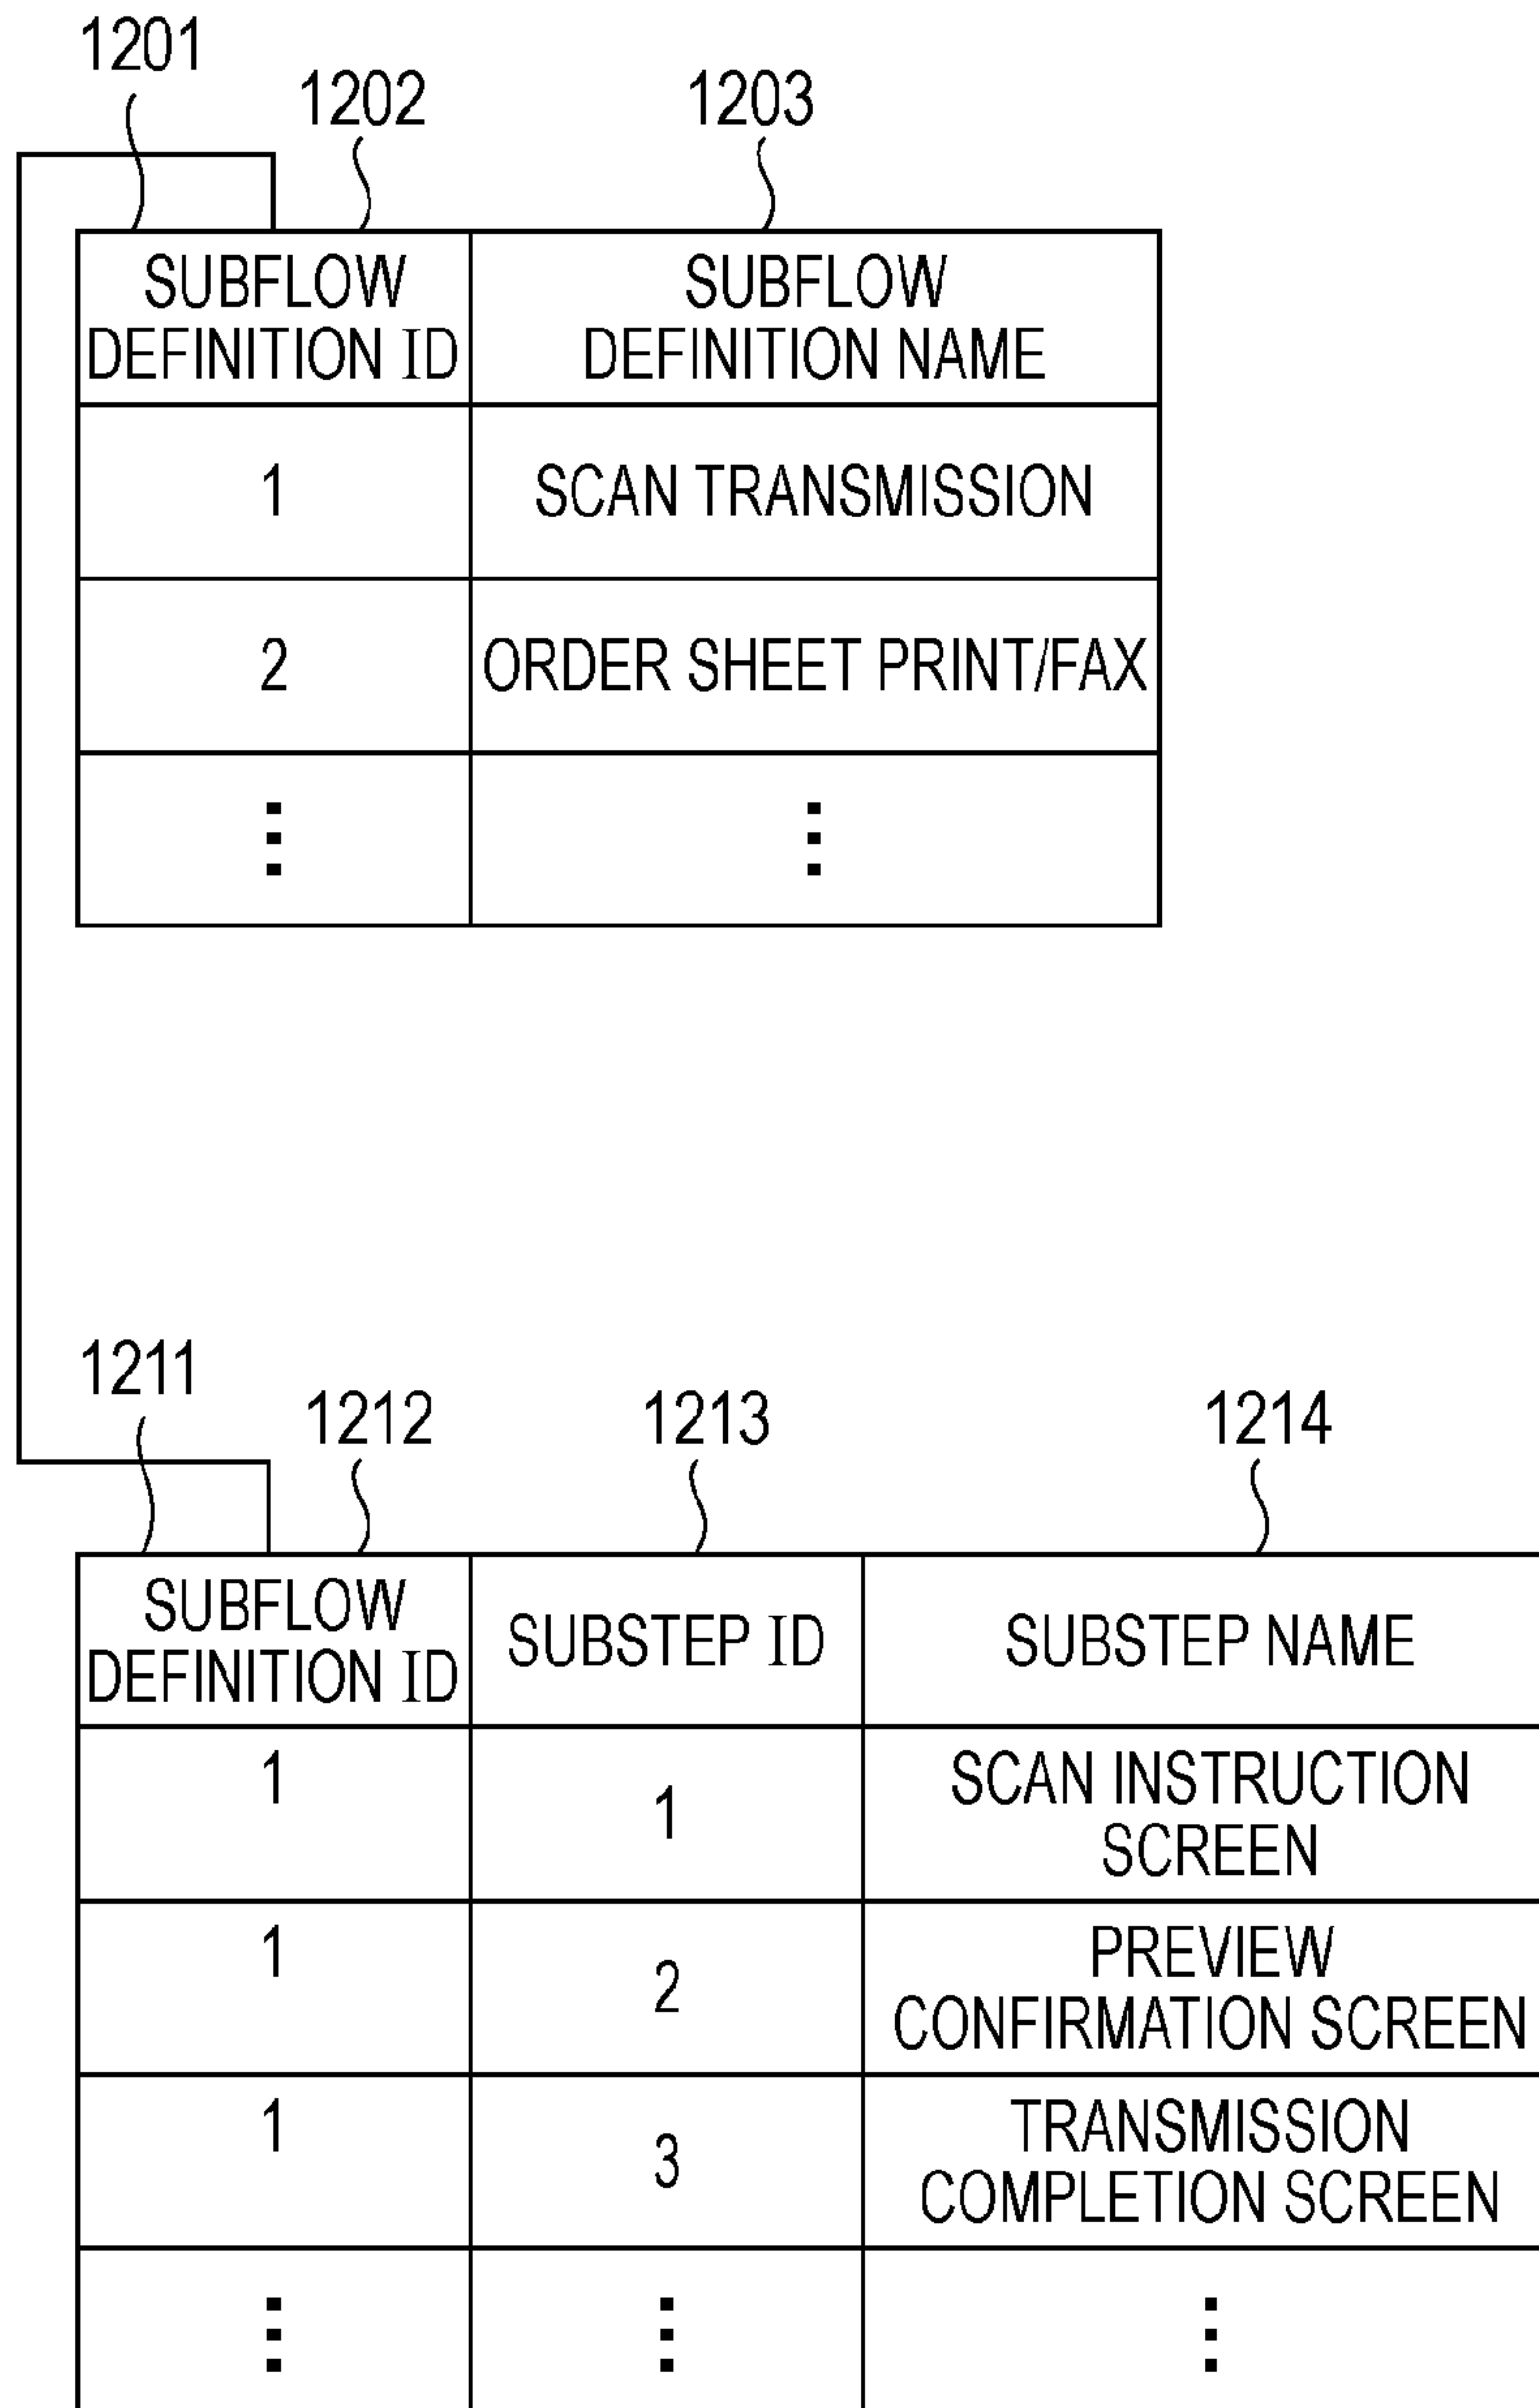 1201
1202
1203
SUBFLOW
DEFINITION ID
SUBFLOW
DEFINITION NAME
1
SCAN TRANSMISSION
2
ORDER SHEET PRINT/FAX
1211
1212
1213
1214
SUBFLOW
DEFINITION ID
SUBSTEP ID
SUBSTEP NAME
1
1
SCAN INSTRUCTION
SCREEN
1
2
PREVIEW
CONFIRMATION SCREEN
1
3
TRANSMISSION
COMPLETION SCREEN